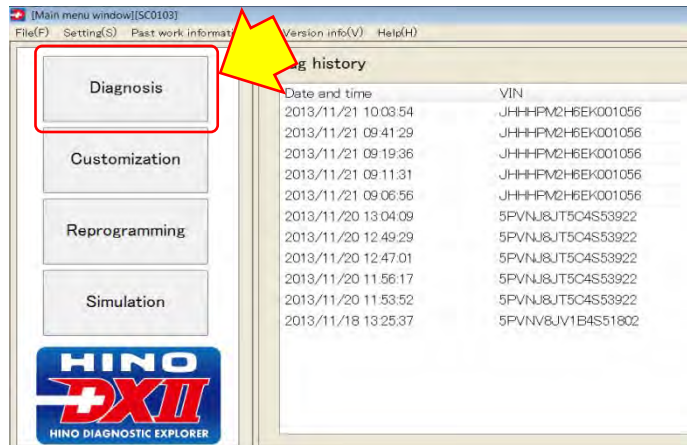 [Main menu window][SC0103]
File(F) Setting(S) Past work informati Version info(V) Help(H)
Diagnosis
Customization
Reprogramming
Simulation
HINO
DXII
HINO DIAGNOSTIC EXPLORER
g history
Date and time VIN
2013/11/21 10:03:54 JHHHPM2H6EK001056
2013/11/21 09:41:29 JHHHPM2H6EK001056
2013/11/21 09:19:36 JHHHPM2H6EK001056
2013/11/21 09:11:31 JHHHPM2H6EK001056
2013/11/21 09:06:56 JHHHPM2H6EK001056
2013/11/20 13:04:09 5PVNJ8JT5C4S53922
2013/11/20 12:49:29 5PVNJ8JT5C4S53922
2013/11/20 12:47:01 5PVNJ8JT5C4S53922
2013/11/20 11:56:17 5PVNJ8JT5C4S53922
2013/11/20 11:53:52 5PVNJ8JT5C4S53922
2013/11/18 13:25:37 5PVNV8JV1B4S51802